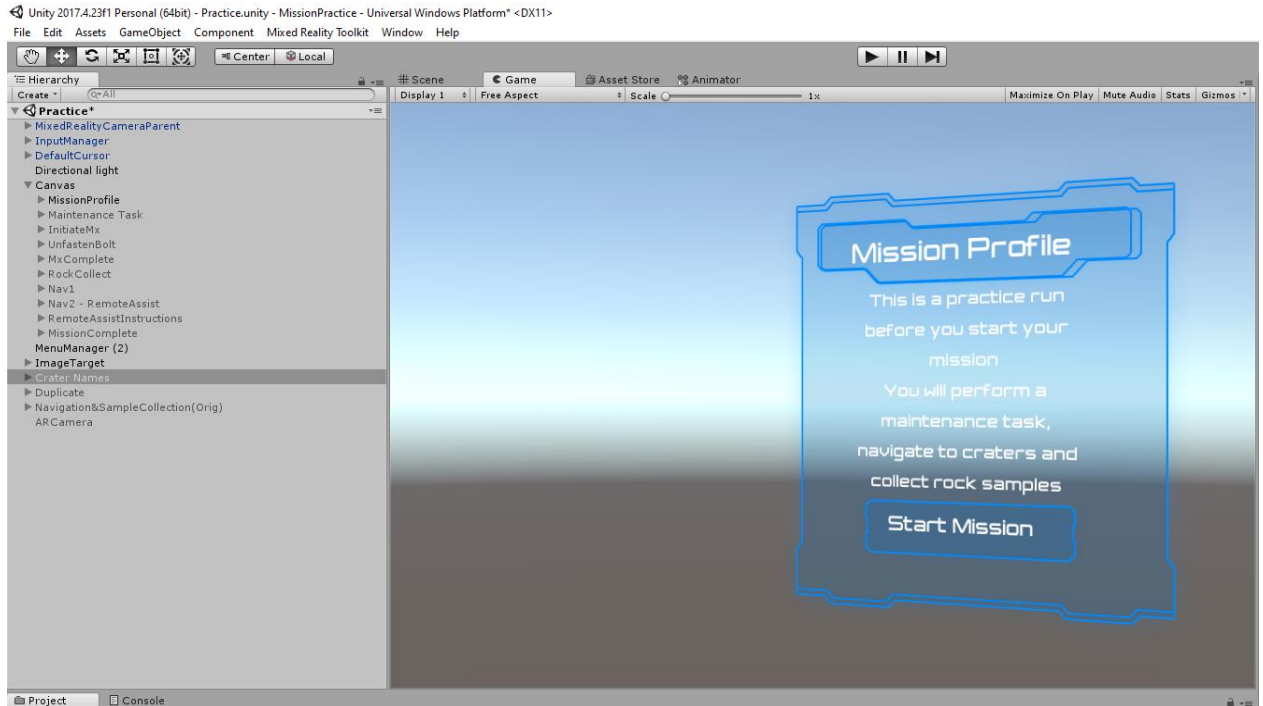 Unity 2017.4.23f1 Personal (64bit) - Practice.unity - MissionPractice - Universal Windows Platform* <DX11>
File Edit Assets GameObject Component Mixed Reality Toolkit Window Help
Center Local
Hierarchy
Create All
Practice*
MixedRealityCameraParent
InputManager
DefaultCursor
Directional light
Canvas
MissionProfile
Maintenance Task
InitiateMx
UnfastenBolt
MxComplete
RockCollect
Nav1
Nav2 - RemoteAssist
RemoteAssistInstructions
MissionComplete
MenuManager (2)
ImageTarget
Crater Names
Duplicate
Navigation&SampleCollection(Orig)
ARCamera
Scene Game Asset Store Animator
Display 1 Free Aspect Scale 1x Maximize On Play Mute Audio Stats Gizmos
Mission Profile
This is a practice run
before you start your
mission
You will perform a
maintenance task,
navigate to craters and
collect rock samples
Start Mission
Project Console